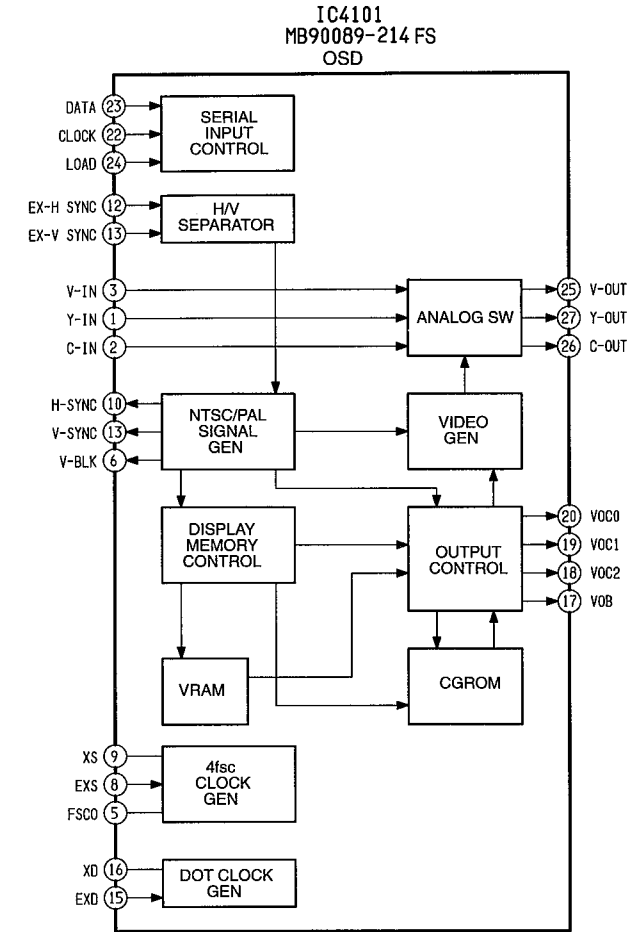 IC4101
MB90089-214 FS
OSD
DATA 23
CLOCK 22
LOAD 24
SERIAL
INPUT
CONTROL
EX-H SYNC 12
EX-V SYNC 13
H/V
SEPARATOR
V-IN 3
Y-IN 1
C-IN 2
ANALOG SW
25 V-OUT
27 Y-OUT
26 C-OUT
H-SYNC 10
V-SYNC 13
V-BLK 6
NTSC/PAL
SIGNAL
GEN
VIDEO
GEN
DISPLAY
MEMORY
CONTROL
OUTPUT
CONTROL
20 VOC0
19 VOC1
18 VOC2
17 VOB
VRAM
CGROM
XS 9
EXS 8
FSCO 5
4fsc
CLOCK
GEN
XD 16
EXD 15
DOT CLOCK
GEN